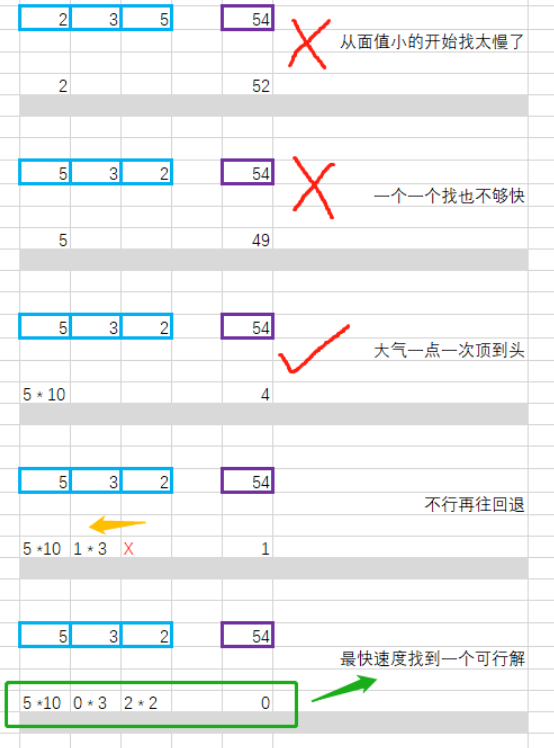 2 3 5 54
从面值小的开始找太慢了
2 52
5 3 2 54
一个一个找也不够快
5 49
5 3 2 54
大气一点一次顶到头
5 * 10 4
5 3 2 54
不行再往回退
5 *10 1 * 3 X 1
5 3 2 54
最快速度找到一个可行解
5 *10 0 * 3 2 * 2 0